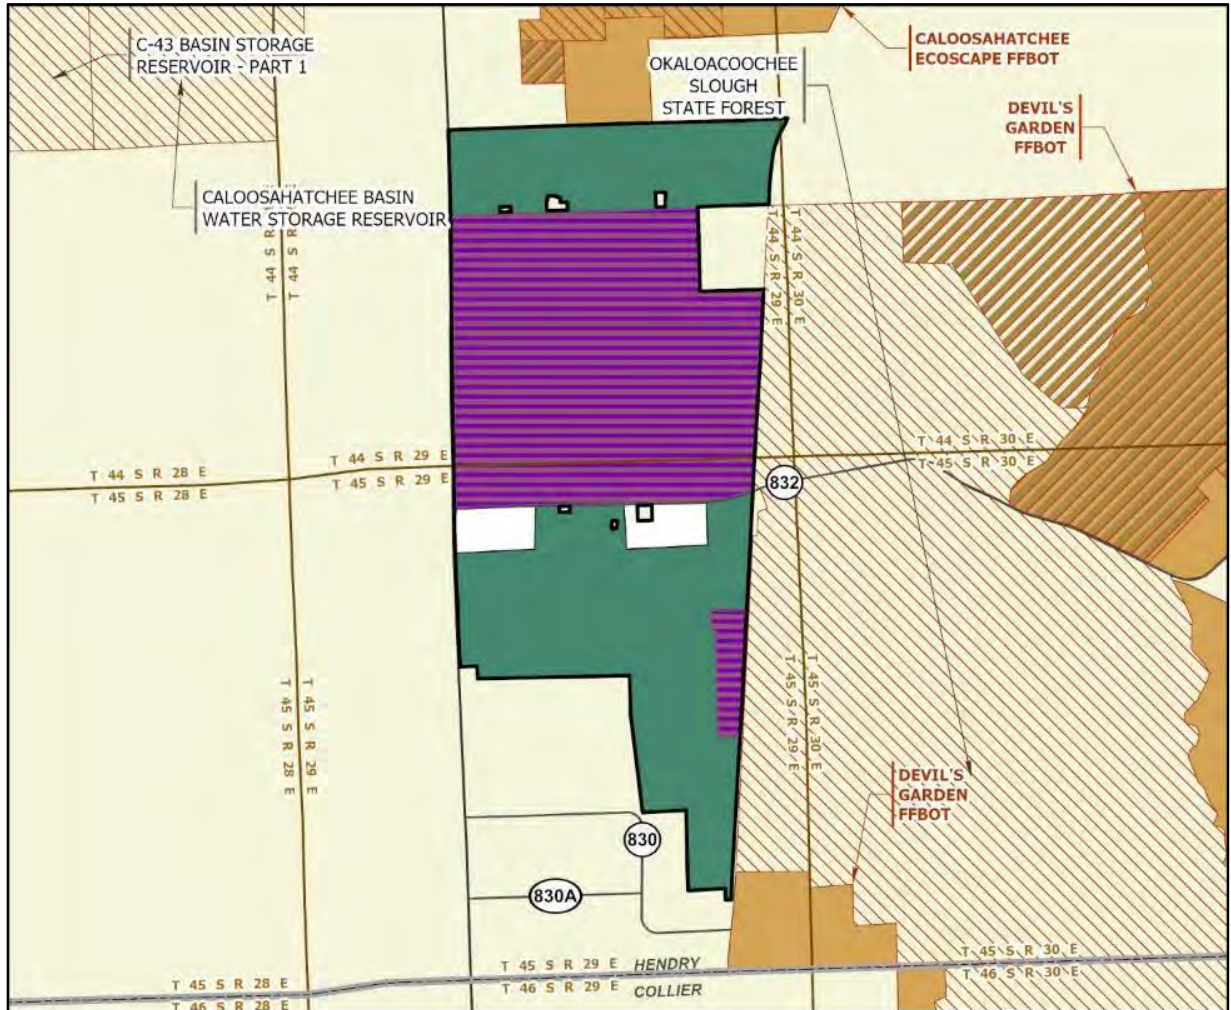 C-43 BASIN STORAGE
RESERVOIR - PART 1
CALOOSAHATCHEE
ECOSCAPE FFBOT
OKALOACOOCHEE
SLOUGH
STATE FOREST
DEVIL'S
GARDEN
FFBOT
CALOOSAHATCHEE BASIN
WATER STORAGE RESERVOIR
T 44 S R
T 44 S R
T 44 S R 29 E
T 44 S R 30 E
T 44 S R 28 E
T 45 S R 28 E
T 44 S R 29 E
T 45 S R 29 E
T 44 S R 30 E
T 45 S R 30 E
832
T 45 S R 28 E
T 45 S R 29 E
T 45 S R 29 E
T 45 S R 30 E
DEVIL'S
GARDEN
FFBOT
830
830A
T 45 S R 29 E HENDRY
T 46 S R 29 E COLLIER
T 45 S R 30 E
T 46 S R 30 E
T 45 S R 28 E
T 46 S R 28 E